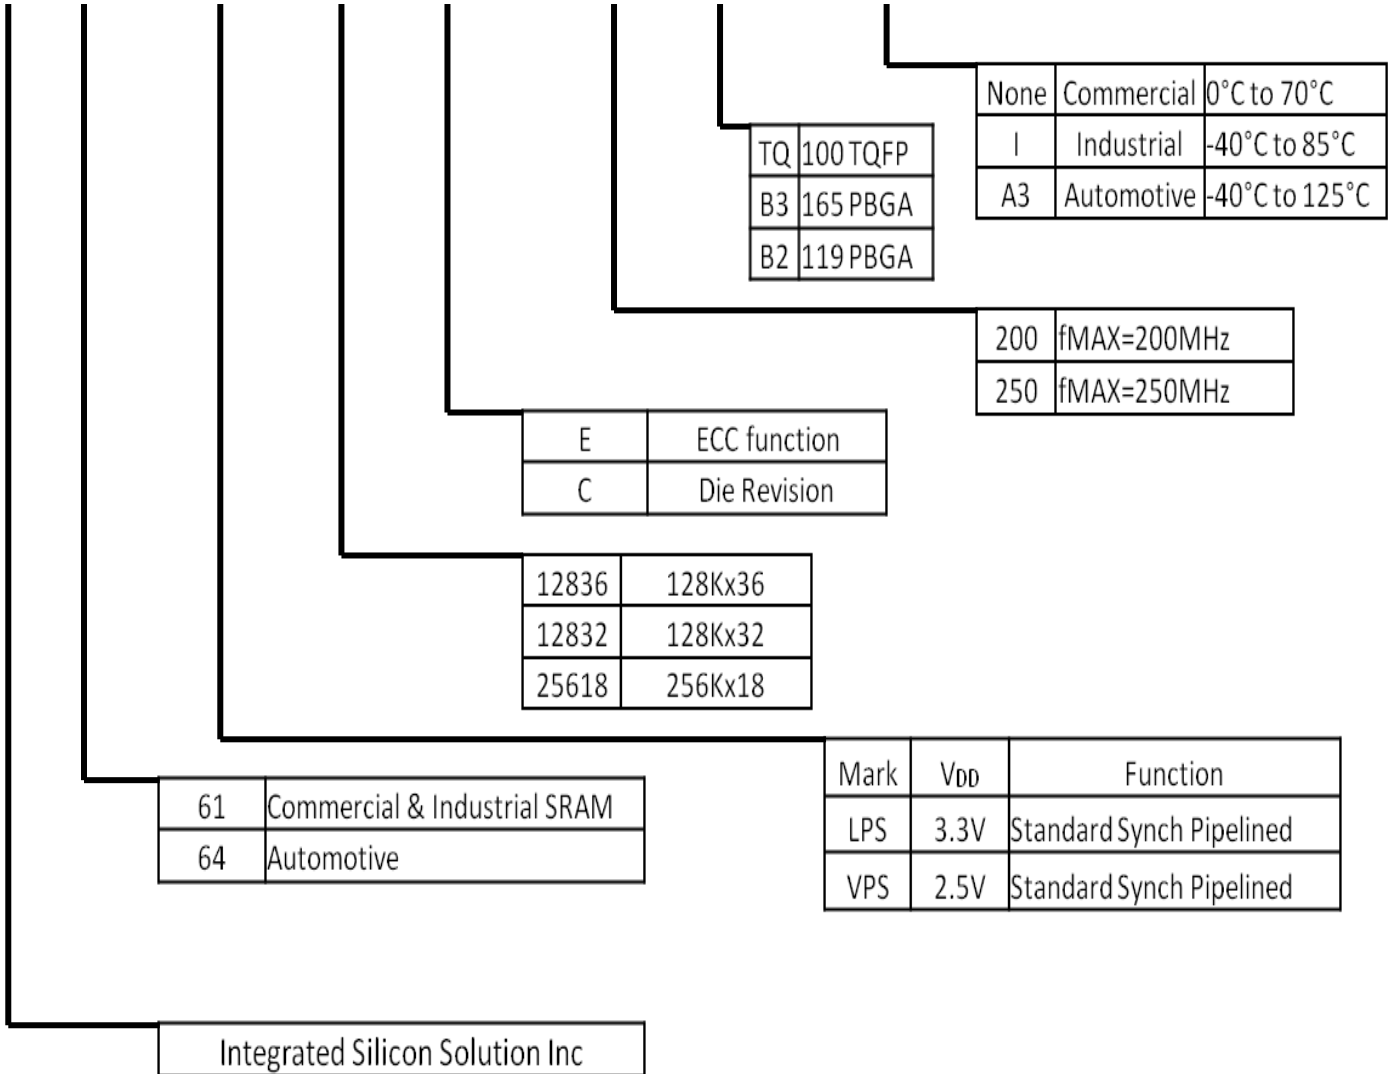 None Commercial 0°C to 70°C
I Industrial -40°C to 85°C
A3 Automotive -40°C to 125°C
TQ 100 TQFP
B3 165 PBGA
B2 119 PBGA
200 fMAX=200MHz
250 fMAX=250MHz
E ECC function
C Die Revision
12836 128Kx36
12832 128Kx32
25618 256Kx18
Mark VDD Function
LPS 3.3V Standard Synch Pipelined
VPS 2.5V Standard Synch Pipelined
61 Commercial & Industrial SRAM
64 Automotive
Integrated Silicon Solution Inc